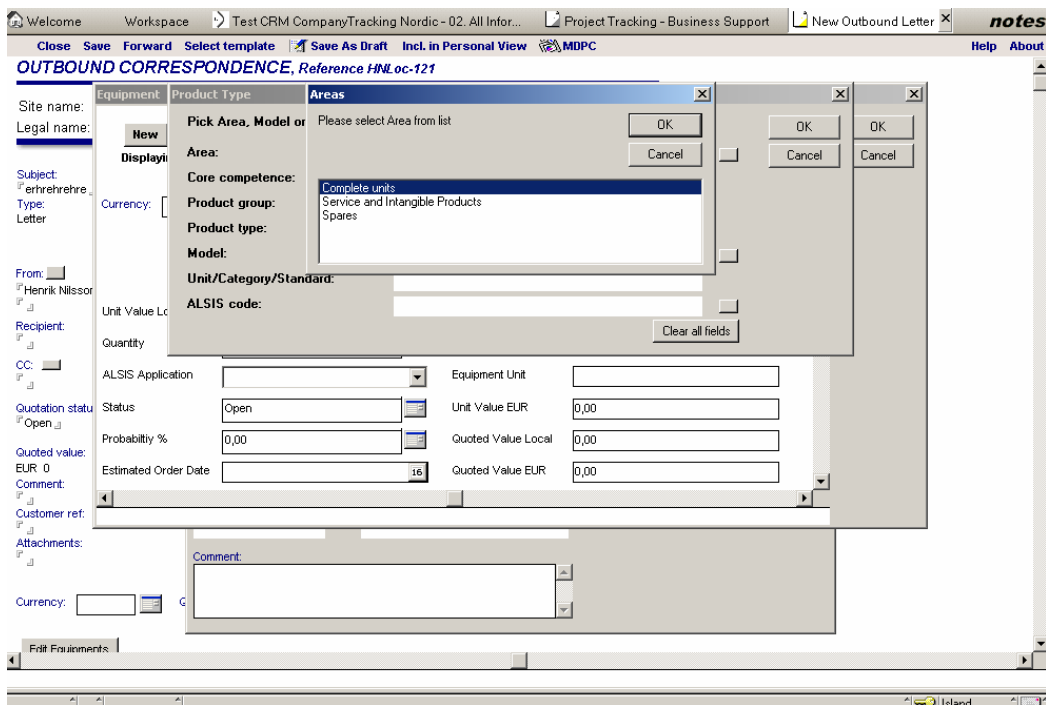 Welcome Workspace Test CRM CompanyTracking Nordic - 02. All Infor... Project Tracking - Business Support New Outbound Letter notes
Close Save Forward Select template Save As Draft Incl. in Personal View MDPC Help About
OUTBOUND CORRESPONDENCE, Reference HNLoc-121
Equipment Product Type Areas
Site name:
Legal name:
New
Pick Area, Model or
Please select Area from list
OK
OK
OK
Displayi
Area:
Cancel
Cancel
Cancel
Subject:
erhrehrehre
Core competence:
Complete units
Type:
Letter
Currency:
Product group:
Service and Intangible Products
Spares
Product type:
Model:
From:
Henrik Nilsson
Unit/Category/Standard:
Unit Value Lo
ALSIS code:
Recipient:
Clear all fields
Quantity
CC:
ALSIS Application
Equipment Unit
Quotation statu
Open
Status
Open
Unit Value EUR
0,00
Probabiltiy %
0,00
Quoted Value Local
0,00
Quoted value:
EUR 0
Estimated Order Date
16
Quoted Value EUR
0,00
Comment:
Customer ref:
Attachments:
Comment:
Currency:
Edit Equipments
Island